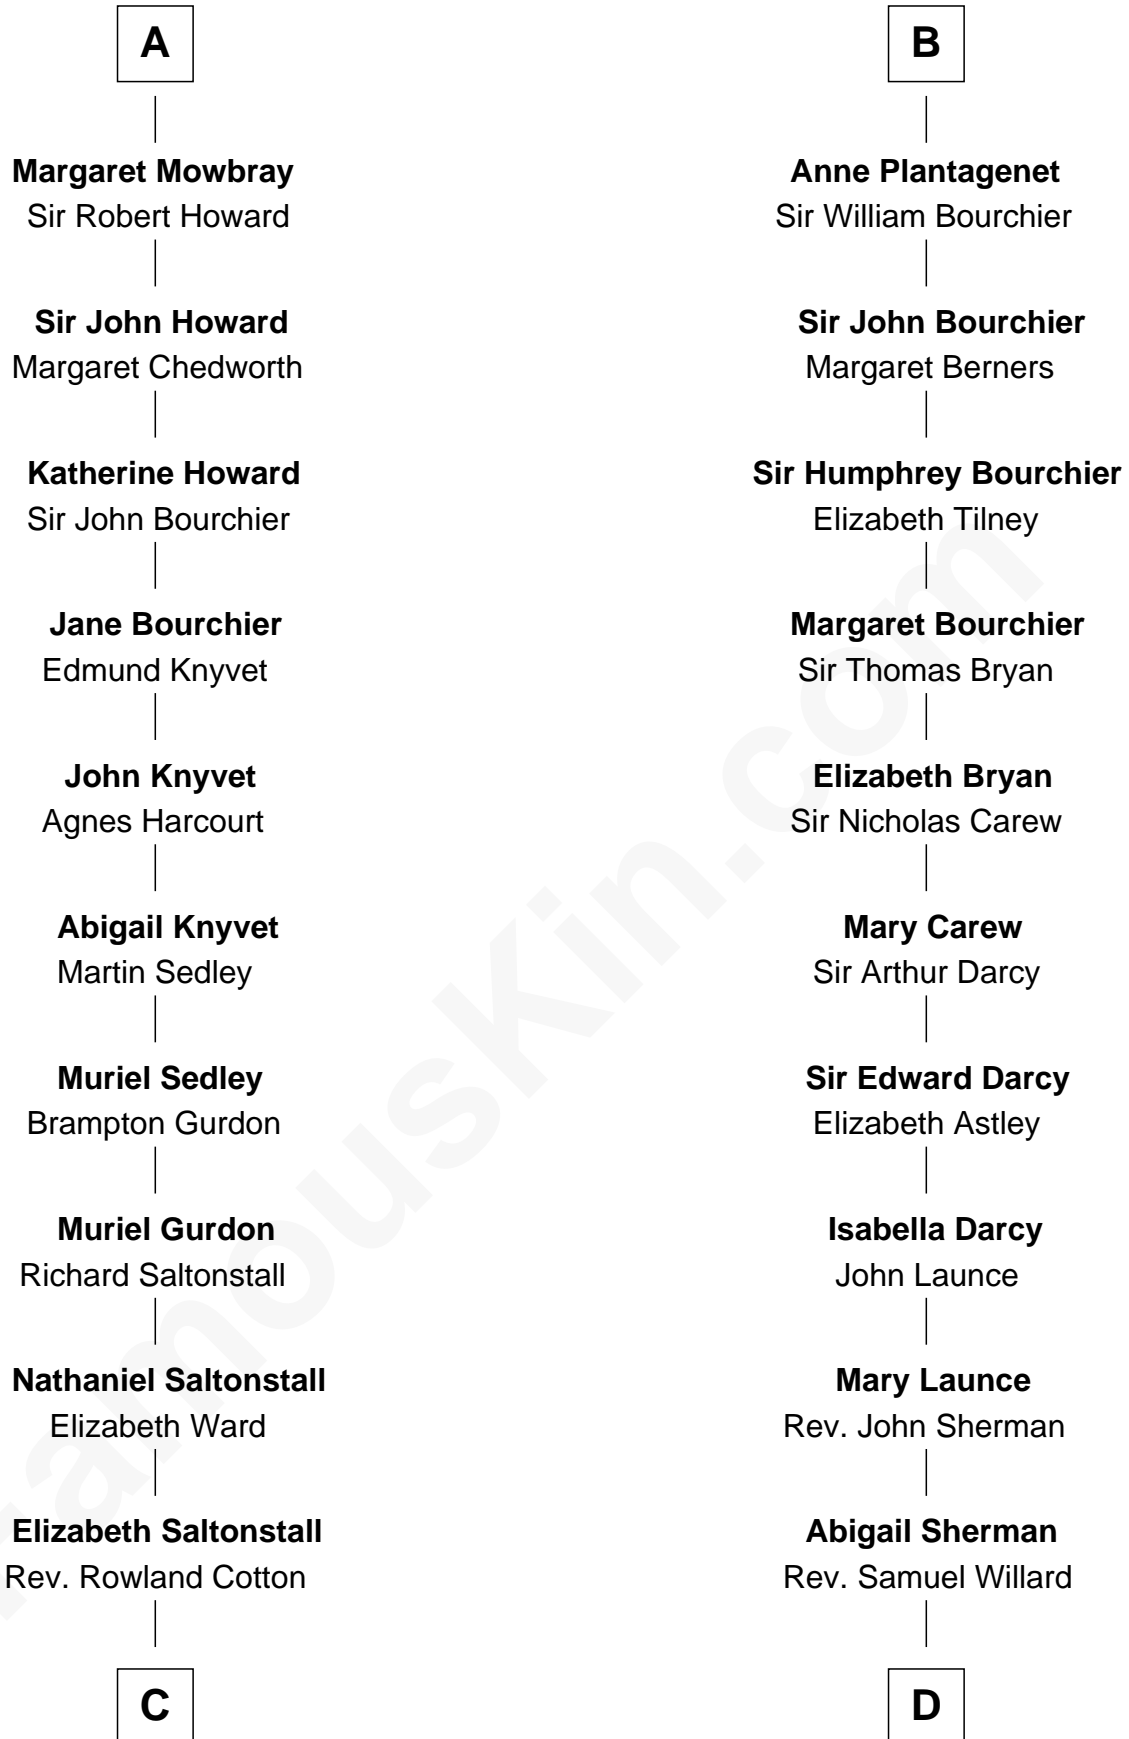 A
Margaret Mowbray
Sir Robert Howard
Sir John Howard
Margaret Chedworth
Katherine Howard
Sir John Bourchier
Jane Bourchier
Edmund Knyvet
John Knyvet
Agnes Harcourt
Abigail Knyvet
Martin Sedley
Muriel Sedley
Brampton Gurdon
Muriel Gurdon
Richard Saltonstall
Nathaniel Saltonstall
Elizabeth Ward
Elizabeth Saltonstall
Rev. Rowland Cotton
C
B
Anne Plantagenet
Sir William Bourchier
Sir John Bourchier
Margaret Berners
Sir Humphrey Bourchier
Elizabeth Tilney
Margaret Bourchier
Sir Thomas Bryan
Elizabeth Bryan
Sir Nicholas Carew
Mary Carew
Sir Arthur Darcy
Sir Edward Darcy
Elizabeth Astley
Isabella Darcy
John Launce
Mary Launce
Rev. John Sherman
Abigail Sherman
Rev. Samuel Willard
D
FamousKin.com